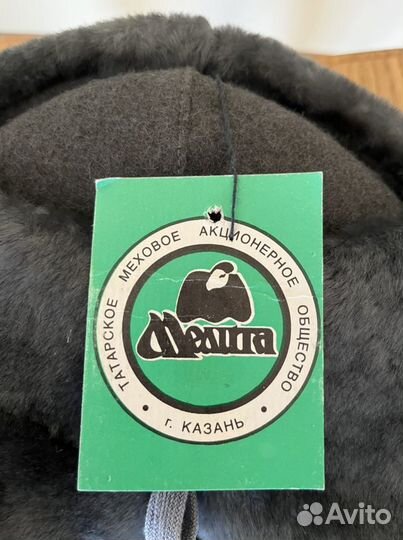 ТАТАРСКОЕ МЕХОВОЕ АКЦИОНЕРНОЕ ОБЩЕСТВО
Мелита
• г. КАЗАНЬ •
Avito